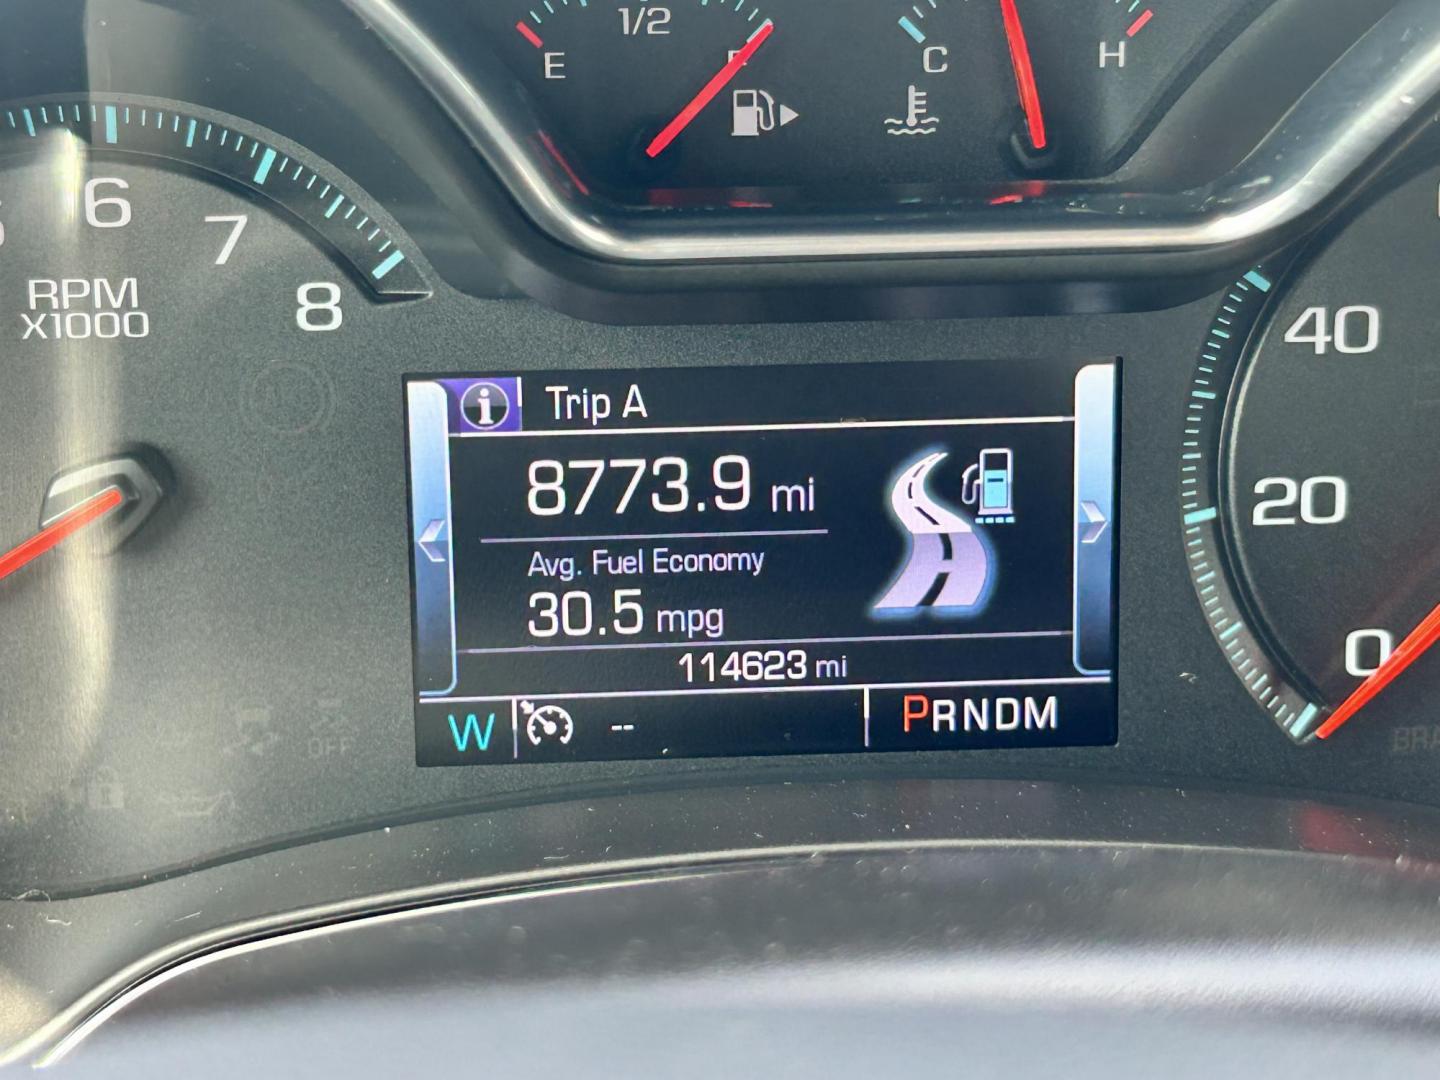 E 1/2 F
C H
6
7
8
RPM
X1000
Trip A
8773.9 mi
Avg. Fuel Economy
30.5 mpg
114623 mi
W -- PRNDM
40
20
0
OFF